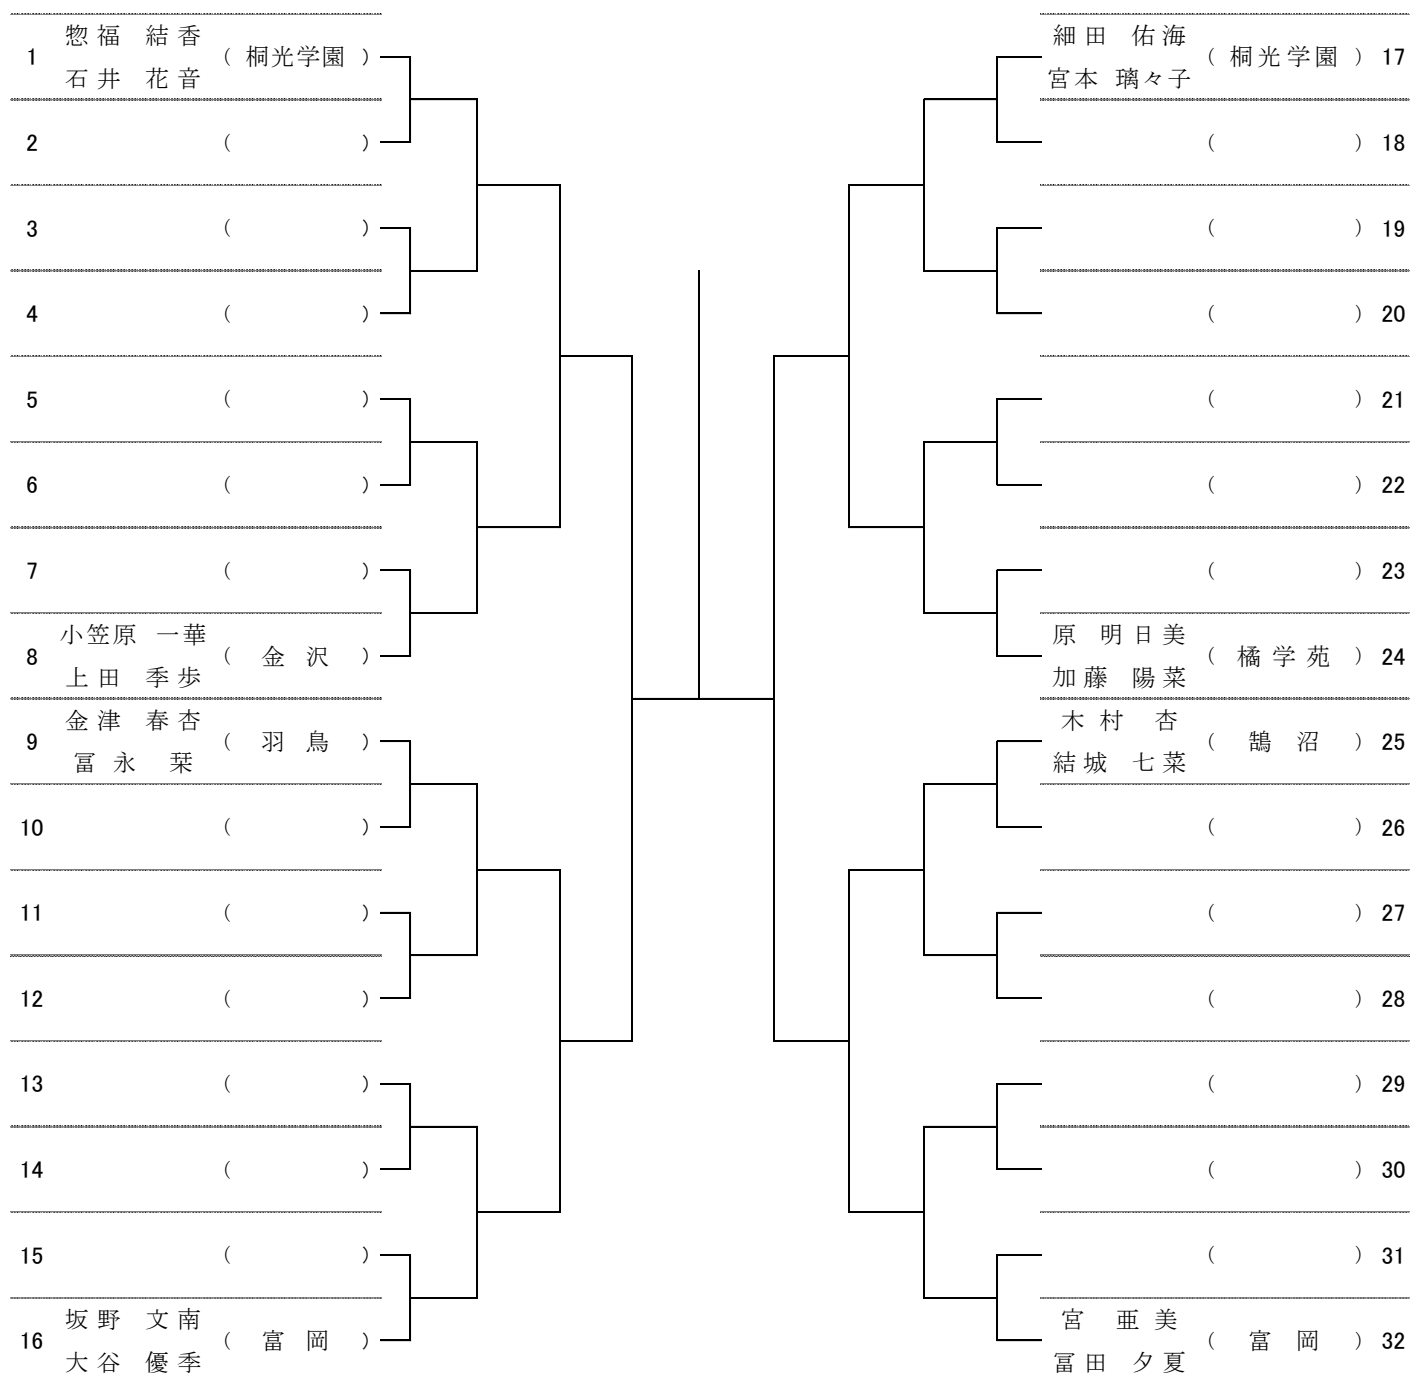 惣福 結香
1 (桐光学園)
石井 花音
2 ( )
3 ( )
4 ( )
5 ( )
6 ( )
7 ( )
小笠原 一華
8 (金沢)
上田 季歩
金津 春杏
9 (羽鳥)
冨永 栞
10 ( )
11 ( )
12 ( )
13 ( )
14 ( )
15 ( )
坂野 文南
16 (富岡)
大谷 優季
細田 佑海
(桐光学園) 17
宮本 璃々子
( ) 18
( ) 19
( ) 20
( ) 21
( ) 22
( ) 23
原 明日美
(橘学苑) 24
加藤 陽菜
木村 杏
(鵠沼) 25
結城 七菜
( ) 26
( ) 27
( ) 28
( ) 29
( ) 30
( ) 31
宮 亜美
(富岡) 32
冨田 夕夏